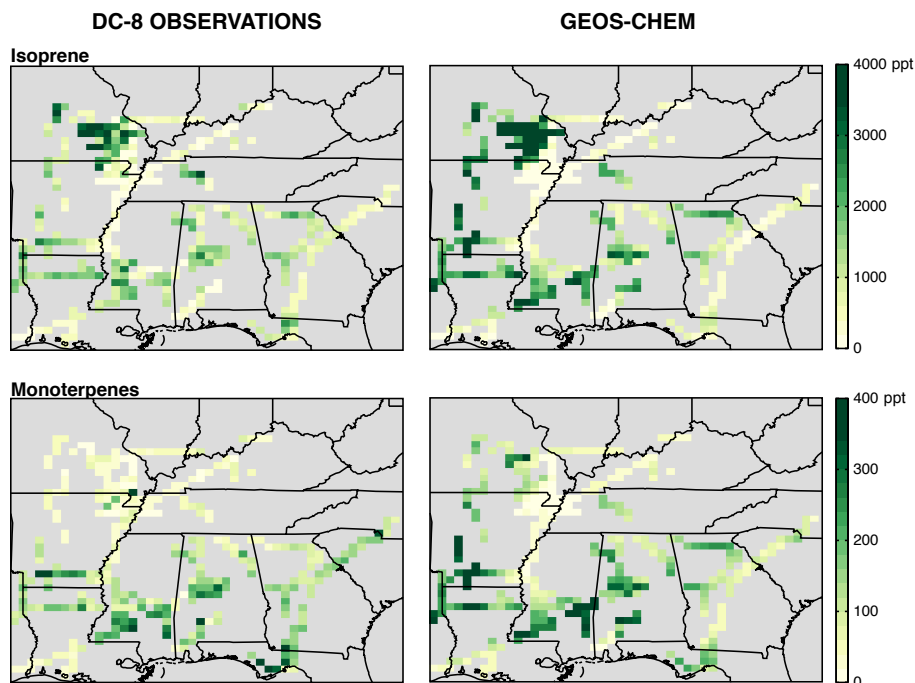 DC-8 OBSERVATIONS
GEOS-CHEM
Isoprene
4000 ppt
3000
2000
1000
0
Monoterpenes
400 ppt
300
200
100
0